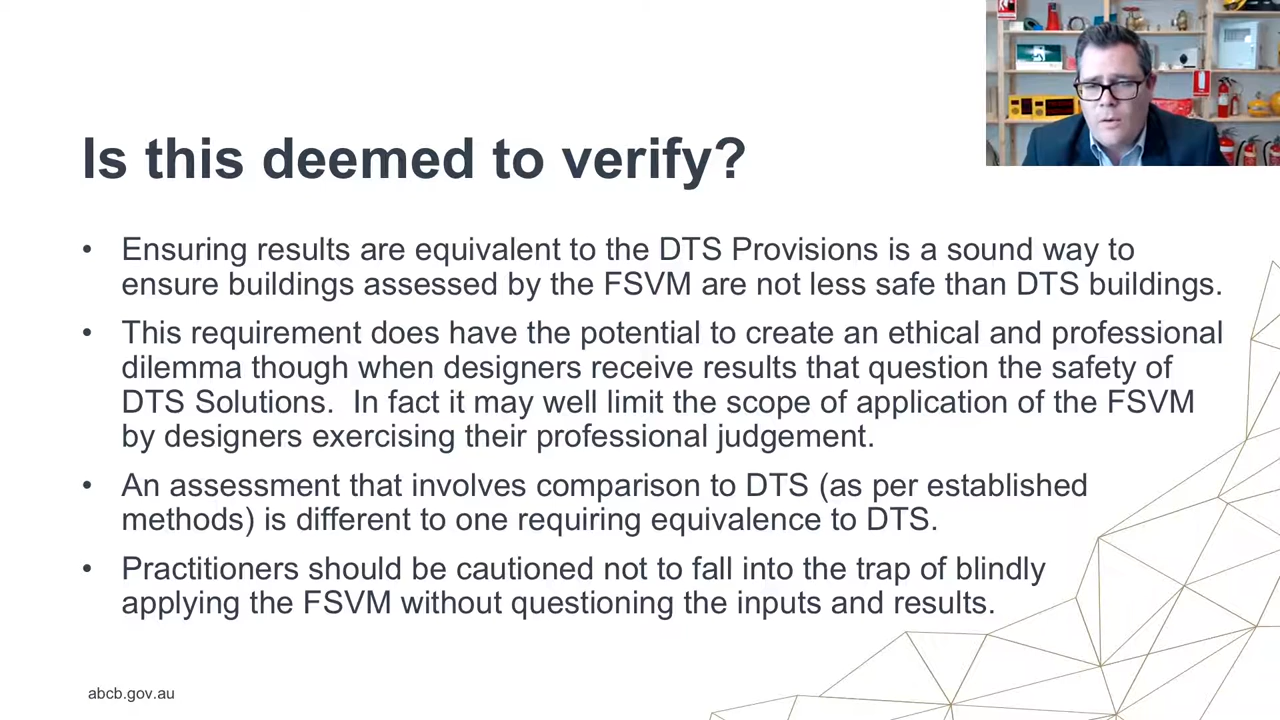 Is this deemed to verify?
• Ensuring results are equivalent to the DTS Provisions is a sound way to
ensure buildings assessed by the FSVM are not less safe than DTS buildings.
• This requirement does have the potential to create an ethical and professional
dilemma though when designers receive results that question the safety of
DTS Solutions.  In fact it may well limit the scope of application of the FSVM
by designers exercising their professional judgement.
• An assessment that involves comparison to DTS (as per established
methods) is different to one requiring equivalence to DTS.
• Practitioners should be cautioned not to fall into the trap of blindly
applying the FSVM without questioning the inputs and results.
abcb.gov.au